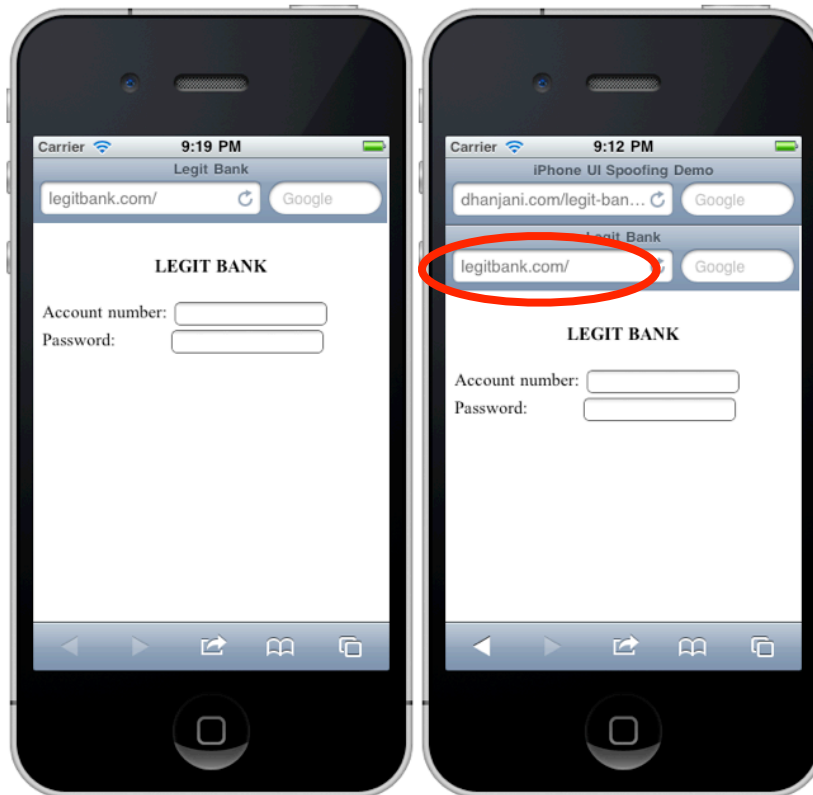 Carrier 9:19 PM
Legit Bank
legitbank.com/ Google
LEGIT BANK
Account number:
Password:
Carrier 9:12 PM
iPhone UI Spoofing Demo
dhanjani.com/legit-ban... Google
Legit Bank
legitbank.com/ Google
LEGIT BANK
Account number:
Password: